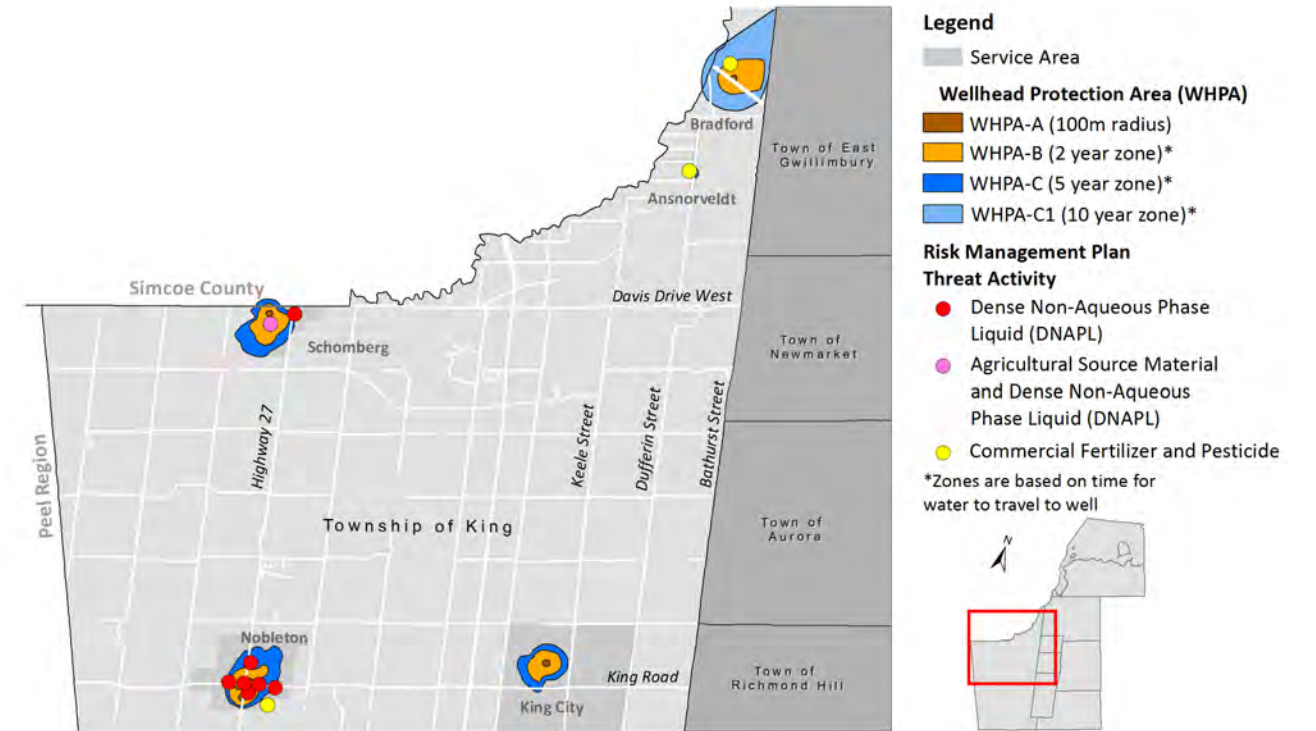 Bradford
Town of East
Gwillimbury
Ansnorveldt
Simcoe County
Davis Drive West
Schomberg
Town of
Newmarket
Highway 27
Keele Street
Dufferin Street
Bathurst Street
Peel Region
Township of King
Town of
Aurora
Nobleton
King Road
King City
Town of
Richmond Hill
Legend
Service Area
Wellhead Protection Area (WHPA)
WHPA-A (100m radius)
WHPA-B (2 year zone)*
WHPA-C (5 year zone)*
WHPA-C1 (10 year zone)*
Risk Management Plan
Threat Activity
Dense Non-Aqueous Phase
Liquid (DNAPL)
Agricultural Source Material
and Dense Non-Aqueous
Phase Liquid (DNAPL)
Commercial Fertilizer and Pesticide
*Zones are based on time for
water to travel to well
N